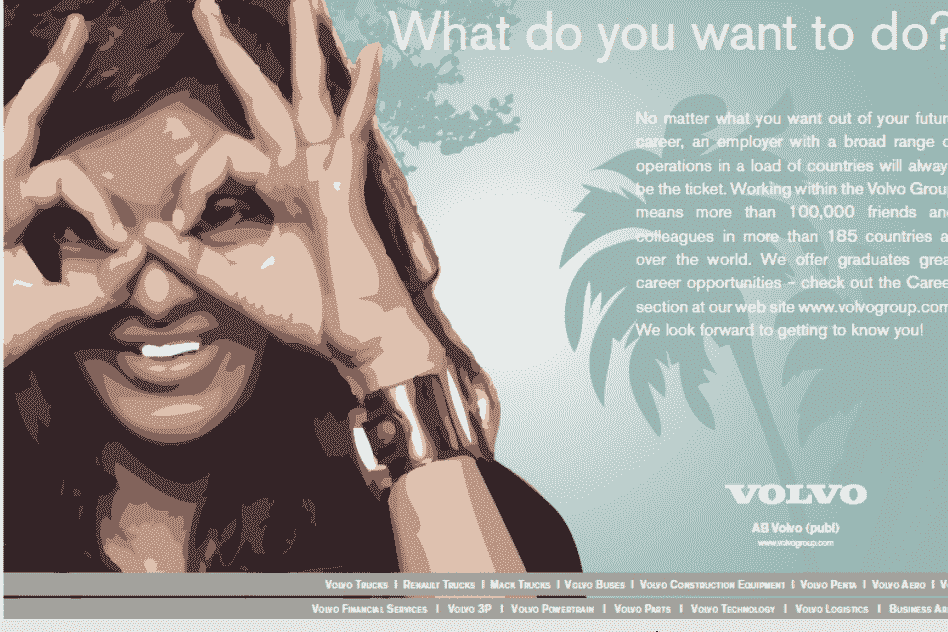 What do you want to do?
No matter what you want out of your futur
career, an employer with a broad range o
operations in a load of countries will alway
be the ticket. Working within the Volvo Grou
means more than 100,000 friends an
colleagues in more than 185 countries a
over the world. We offer graduates grea
career opportunities – check out the Caree
section at our web site www.volvogroup.com
We look forward to getting to know you!
VOLVO
AB Volvo (publ)
www.volvogroup.com
Volvo Trucks | Renault Trucks | Mack Trucks | Volvo Buses | Volvo Construction Equipment | Volvo Penta | Volvo Aero | V
Volvo Financial Services | Volvo 3P | Volvo Powertrain | Volvo Parts | Volvo Technology | Volvo Logistics | Business Ar